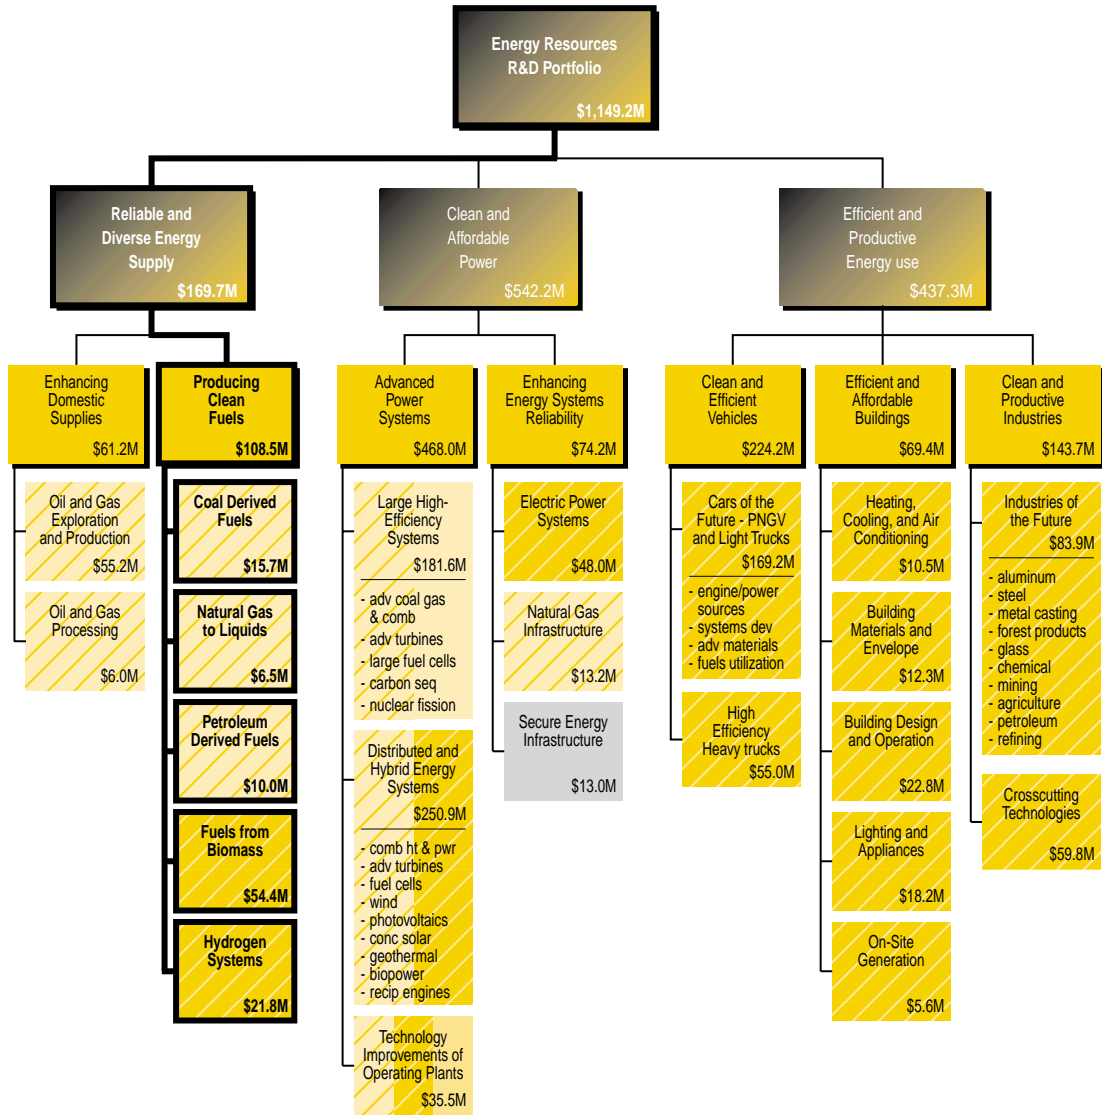 Energy Resources
R&D Portfolio
$1,149.2M
Reliable and
Diverse Energy
Supply
$169.7M
Clean and
Affordable
Power
$542.2M
Efficient and
Productive
Energy use
$437.3M
Enhancing
Domestic
Supplies
$61.2M
Producing
Clean
Fuels
$108.5M
Advanced
Power
Systems
$468.0M
Enhancing
Energy Systems
Reliability
$74.2M
Clean and
Efficient
Vehicles
$224.2M
Efficient and
Affordable
Buildings
$69.4M
Clean and
Productive
Industries
$143.7M
Oil and Gas
Exploration
and Production
$55.2M
Oil and Gas
Processing
$6.0M
Coal Derived
Fuels
$15.7M
Natural Gas
to Liquids
$6.5M
Petroleum
Derived Fuels
$10.0M
Fuels from
Biomass
$54.4M
Hydrogen
Systems
$21.8M
Large High-
Efficiency
Systems
$181.6M
- adv coal gas
& comb
- adv turbines
- large fuel cells
- carbon seq
- nuclear fission
Distributed and
Hybrid Energy
Systems
$250.9M
- comb ht & pwr
- adv turbines
- fuel cells
- wind
- photovoltaics
- conc solar
- geothermal
- biopower
- recip engines
Technology
Improvements of
Operating Plants
$35.5M
Electric Power
Systems
$48.0M
Natural Gas
Infrastructure
$13.2M
Secure Energy
Infrastructure
$13.0M
Cars of the
Future - PNGV
and Light Trucks
$169.2M
- engine/power
sources
- systems dev
- adv materials
- fuels utilization
High
Efficiency
Heavy trucks
$55.0M
Heating,
Cooling, and Air
Conditioning
$10.5M
Building
Materials and
Envelope
$12.3M
Building Design
and Operation
$22.8M
Lighting and
Appliances
$18.2M
On-Site
Generation
$5.6M
Industries of
the Future
$83.9M
- aluminum
- steel
- metal casting
- forest products
- glass
- chemical
- mining
- agriculture
- petroleum
- refining
Crosscutting
Technologies
$59.8M